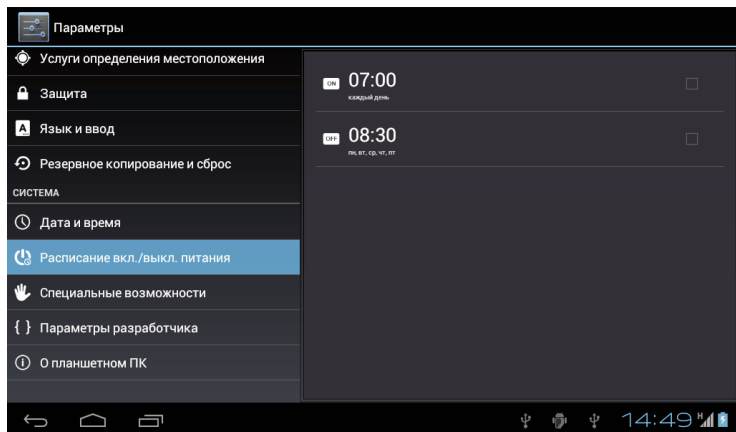 Параметры
Услуги определения местоположения
Защита
Язык и ввод
Резервное копирование и сброс
СИСТЕМА
Дата и время
Расписание вкл./выкл. питания
Специальные возможности
{ } Параметры разработчика
О планшетном ПК
ON 07:00
каждый день
OFF 08:30
пн, вт, ср, чт, пт
14:49 H